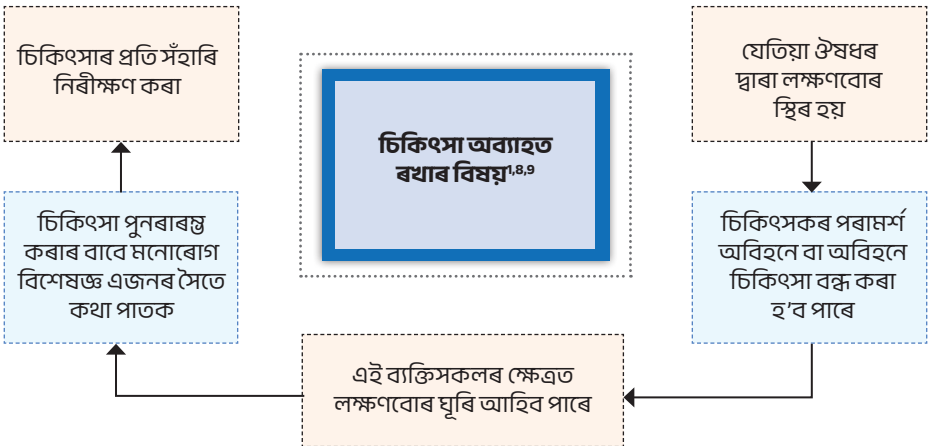 চিকিৎসাৰ প্ৰতি সঁহাৰি
নিৰীক্ষণ কৰা
চিকিৎসা অব্যাহত
ৰখাৰ বিষয়¹,⁸,⁹
যেতিয়া ঔষধৰ
দ্বাৰা লক্ষণবোৰ
স্থিৰ হয়
চিকিৎসা পুনৰাৰম্ভ
কৰাৰ বাবে মনোৰোগ
বিশেষজ্ঞ এজনৰ সৈতে
কথা পাতক
চিকিৎসকৰ পৰামৰ্শ
অবিহনে বা অবিহনে
চিকিৎসা বন্ধ কৰা
হ'ব পাৰে
এই ব্যক্তিসকলৰ ক্ষেত্ৰত
লক্ষণবোৰ ঘূৰি আহিব পাৰে